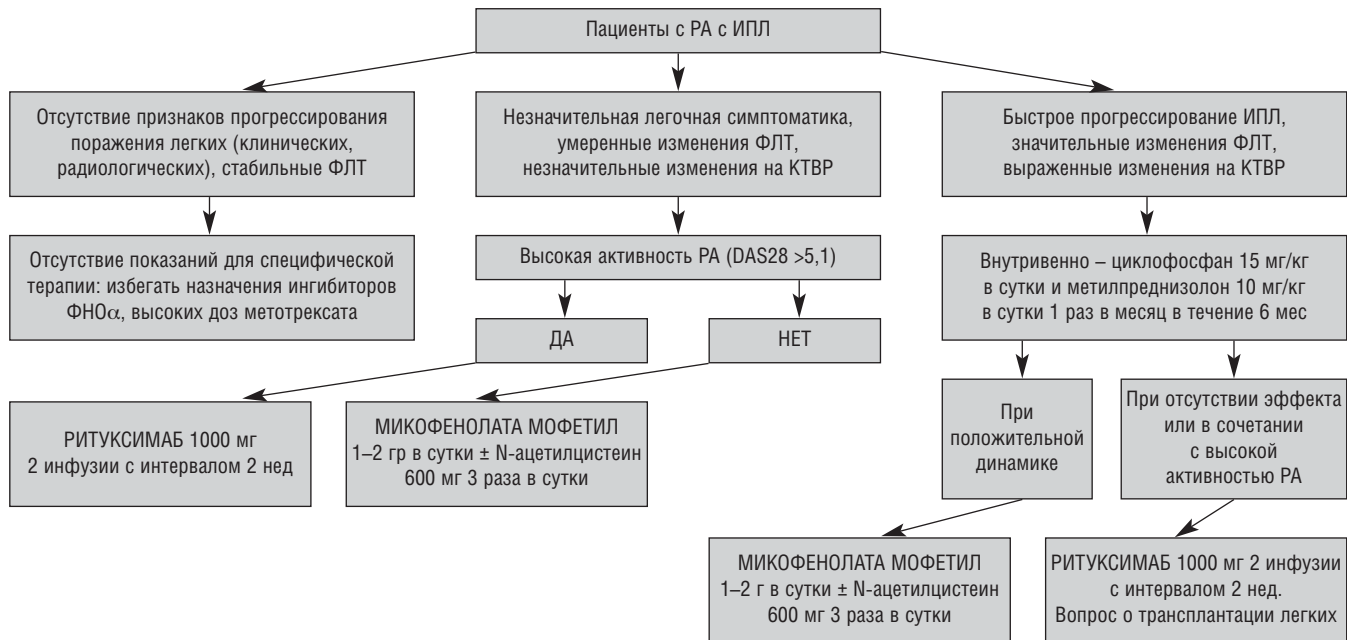 Пациенты с РА с ИПЛ
Отсутствие признаков прогрессирования
поражения легких (клинических,
радиологических), стабильные ФЛТ
Незначительная легочная симптоматика,
умеренные изменения ФЛТ,
незначительные изменения на КТВР
Быстрое прогрессирование ИПЛ,
значительные изменения ФЛТ,
выраженные изменения на КТВР
Отсутствие показаний для специфической
терапии: избегать назначения ингибиторов
ФНОα, высоких доз метотрексата
Высокая активность РА (DAS28 >5,1)
Внутривенно – циклофосфан 15 мг/кг
в сутки и метилпреднизолон 10 мг/кг
в сутки 1 раз в месяц в течение 6 мес
ДА
НЕТ
РИТУКСИМАБ 1000 мг
2 инфузии с интервалом 2 нед
МИКОФЕНОЛАТА МОФЕТИЛ
1–2 гр в сутки ± N-ацетилцистеин
600 мг 3 раза в сутки
При
положительной
динамике
При отсутствии эффекта
или в сочетании
с высокой
активностью РА
МИКОФЕНОЛАТА МОФЕТИЛ
1–2 г в сутки ± N-ацетилцистеин
600 мг 3 раза в сутки
РИТУКСИМАБ 1000 мг 2 инфузии
с интервалом 2 нед.
Вопрос о трансплантации легких